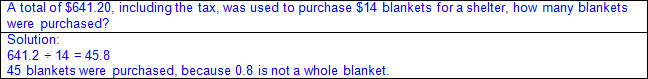 A total of $641.20, including the tax, was used to purchase $14 blankets for a shelter, how many blankets
were purchased?
Solution:
641.2 ÷ 14 = 45.8
45 blankets were purchased, because 0.8 is not a whole blanket.